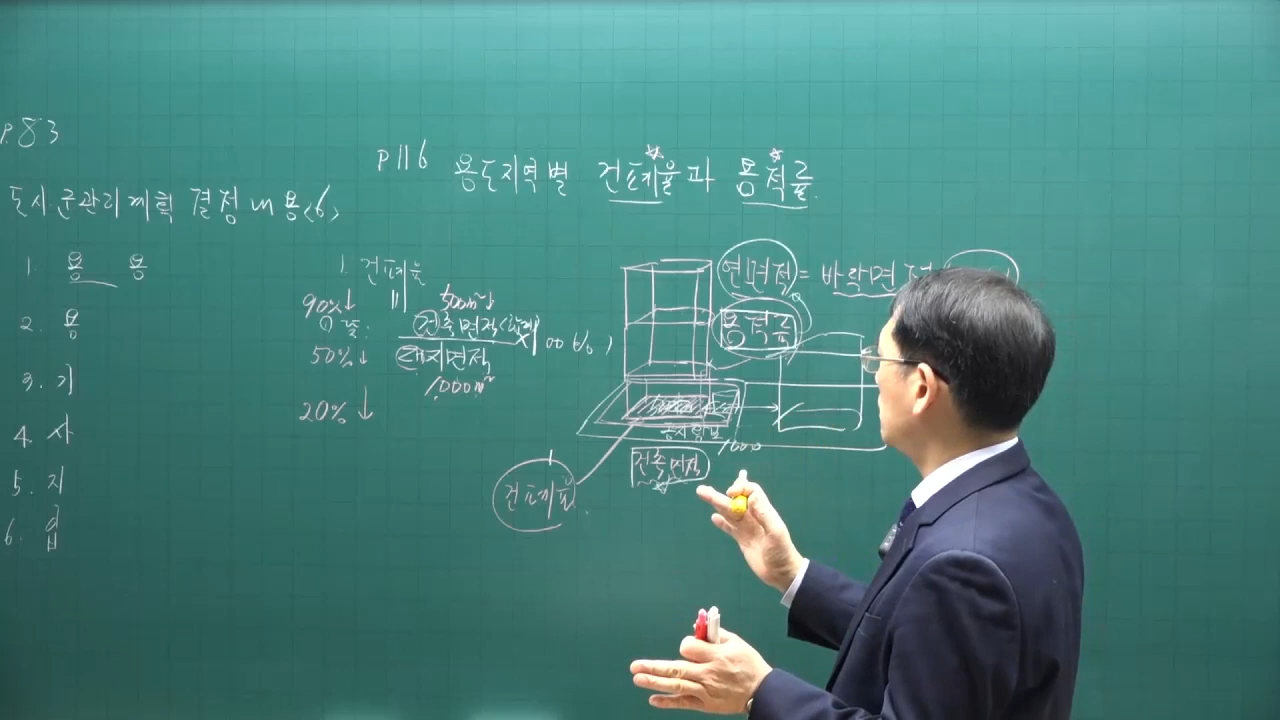 P.83
도시·군관리계획 결정내용(6)
1. 용 용
2. 용
3. 기
4. 사
5. 지
6. 입
P116 용도지역별 건폐율과 용적률.
1. 건폐율
90%↓
50%↓
20%↓
500㎡
건축면적
대지면적
1,000㎡
연면적 = 바닥면적
용적률
건축면적
1000
건폐율